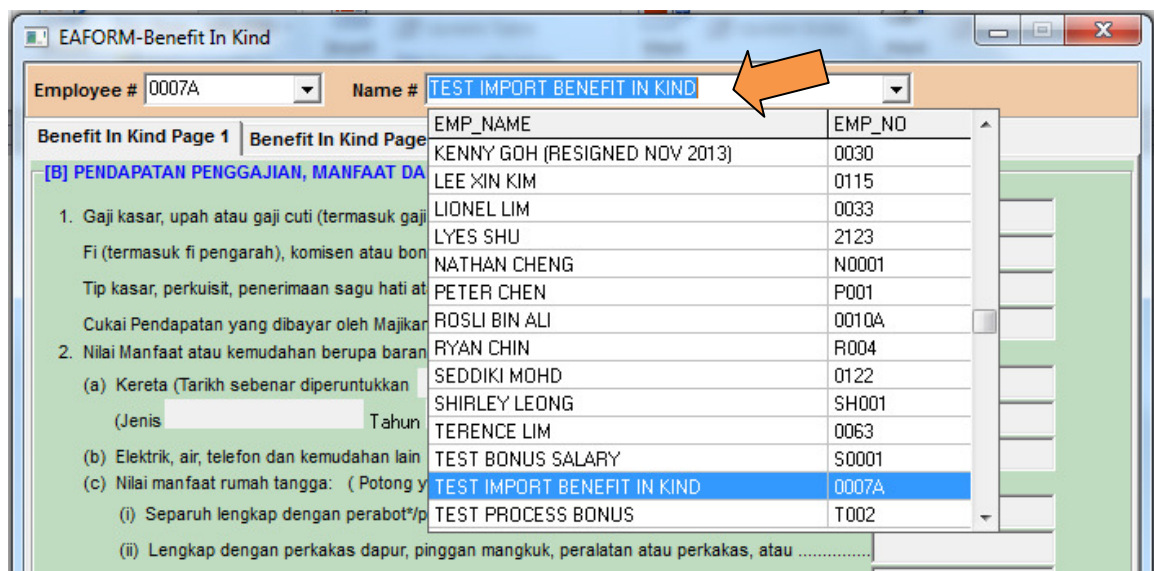 EAFORM-Benefit In Kind
Employee # 0007A Name # TEST IMPORT BENEFIT IN KIND
Benefit In Kind Page 1 Benefit In Kind Page
EMP_NAME EMP_NO
[B] PENDAPATAN PENGGAJIAN, MANFAAT DA
KENNY GOH (RESIGNED NOV 2013) 0030
LEE XIN KIM 0115
1. Gaji kasar, upah atau gaji cuti (termasuk gaji
LIONEL LIM 0033
LYES SHU 2123
Fi (termasuk fi pengarah), komisen atau bon
NATHAN CHENG N0001
Tip kasar, perkuisit, penerimaan sagu hati at
PETER CHEN P001
Cukai Pendapatan yang dibayar oleh Majikan
ROSLI BIN ALI 0010A
2. Nilai Manfaat atau kemudahan berupa baran
RYAN CHIN R004
(a) Kereta (Tarikh sebenar diperuntukkan
SEDDIKI MOHD 0122
SHIRLEY LEONG SH001
(Jenis Tahun
TERENCE LIM 0063
(b) Elektrik, air, telefon dan kemudahan lain
TEST BONUS SALARY S0001
(c) Nilai manfaat rumah tangga: ( Potong y
TEST IMPORT BENEFIT IN KIND 0007A
(i) Separuh lengkap dengan perabot*/p
TEST PROCESS BONUS T002
(ii) Lengkap dengan perkakas dapur, pinggan mangkuk, peralatan atau perkakas, atau ...............